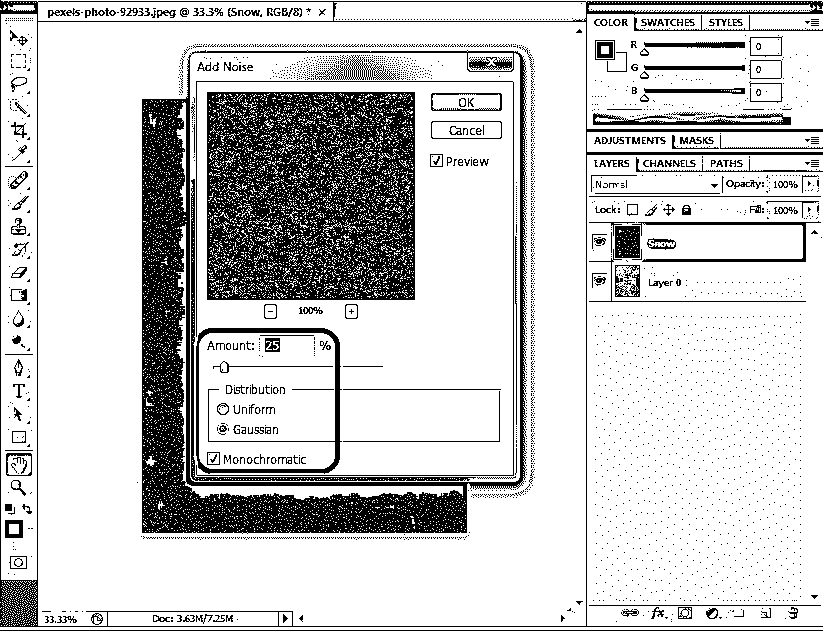 pexels-photo-92933.jpeg @ 33.3% (Snow, RGB/8) * ×
Add Noise
OK
Cancel
Preview
100%
Amount: 25 %
Distribution
Uniform
Gaussian
Monochromatic
33.33%
Doc: 3.63M/7.25M
COLOR SWATCHES STYLES
R 0
G 0
B 0
ADJUSTMENTS MASKS
LAYERS CHANNELS PATHS
Normal Opacity: 100%
Lock: Fill: 100%
Snow
Layer 0
fx